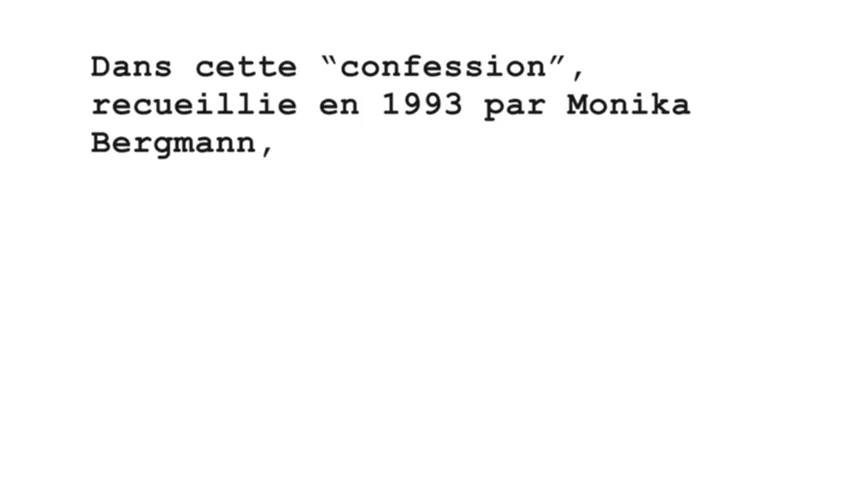 Dans cette “confession”,
recueillie en 1993 par Monika
Bergmann,